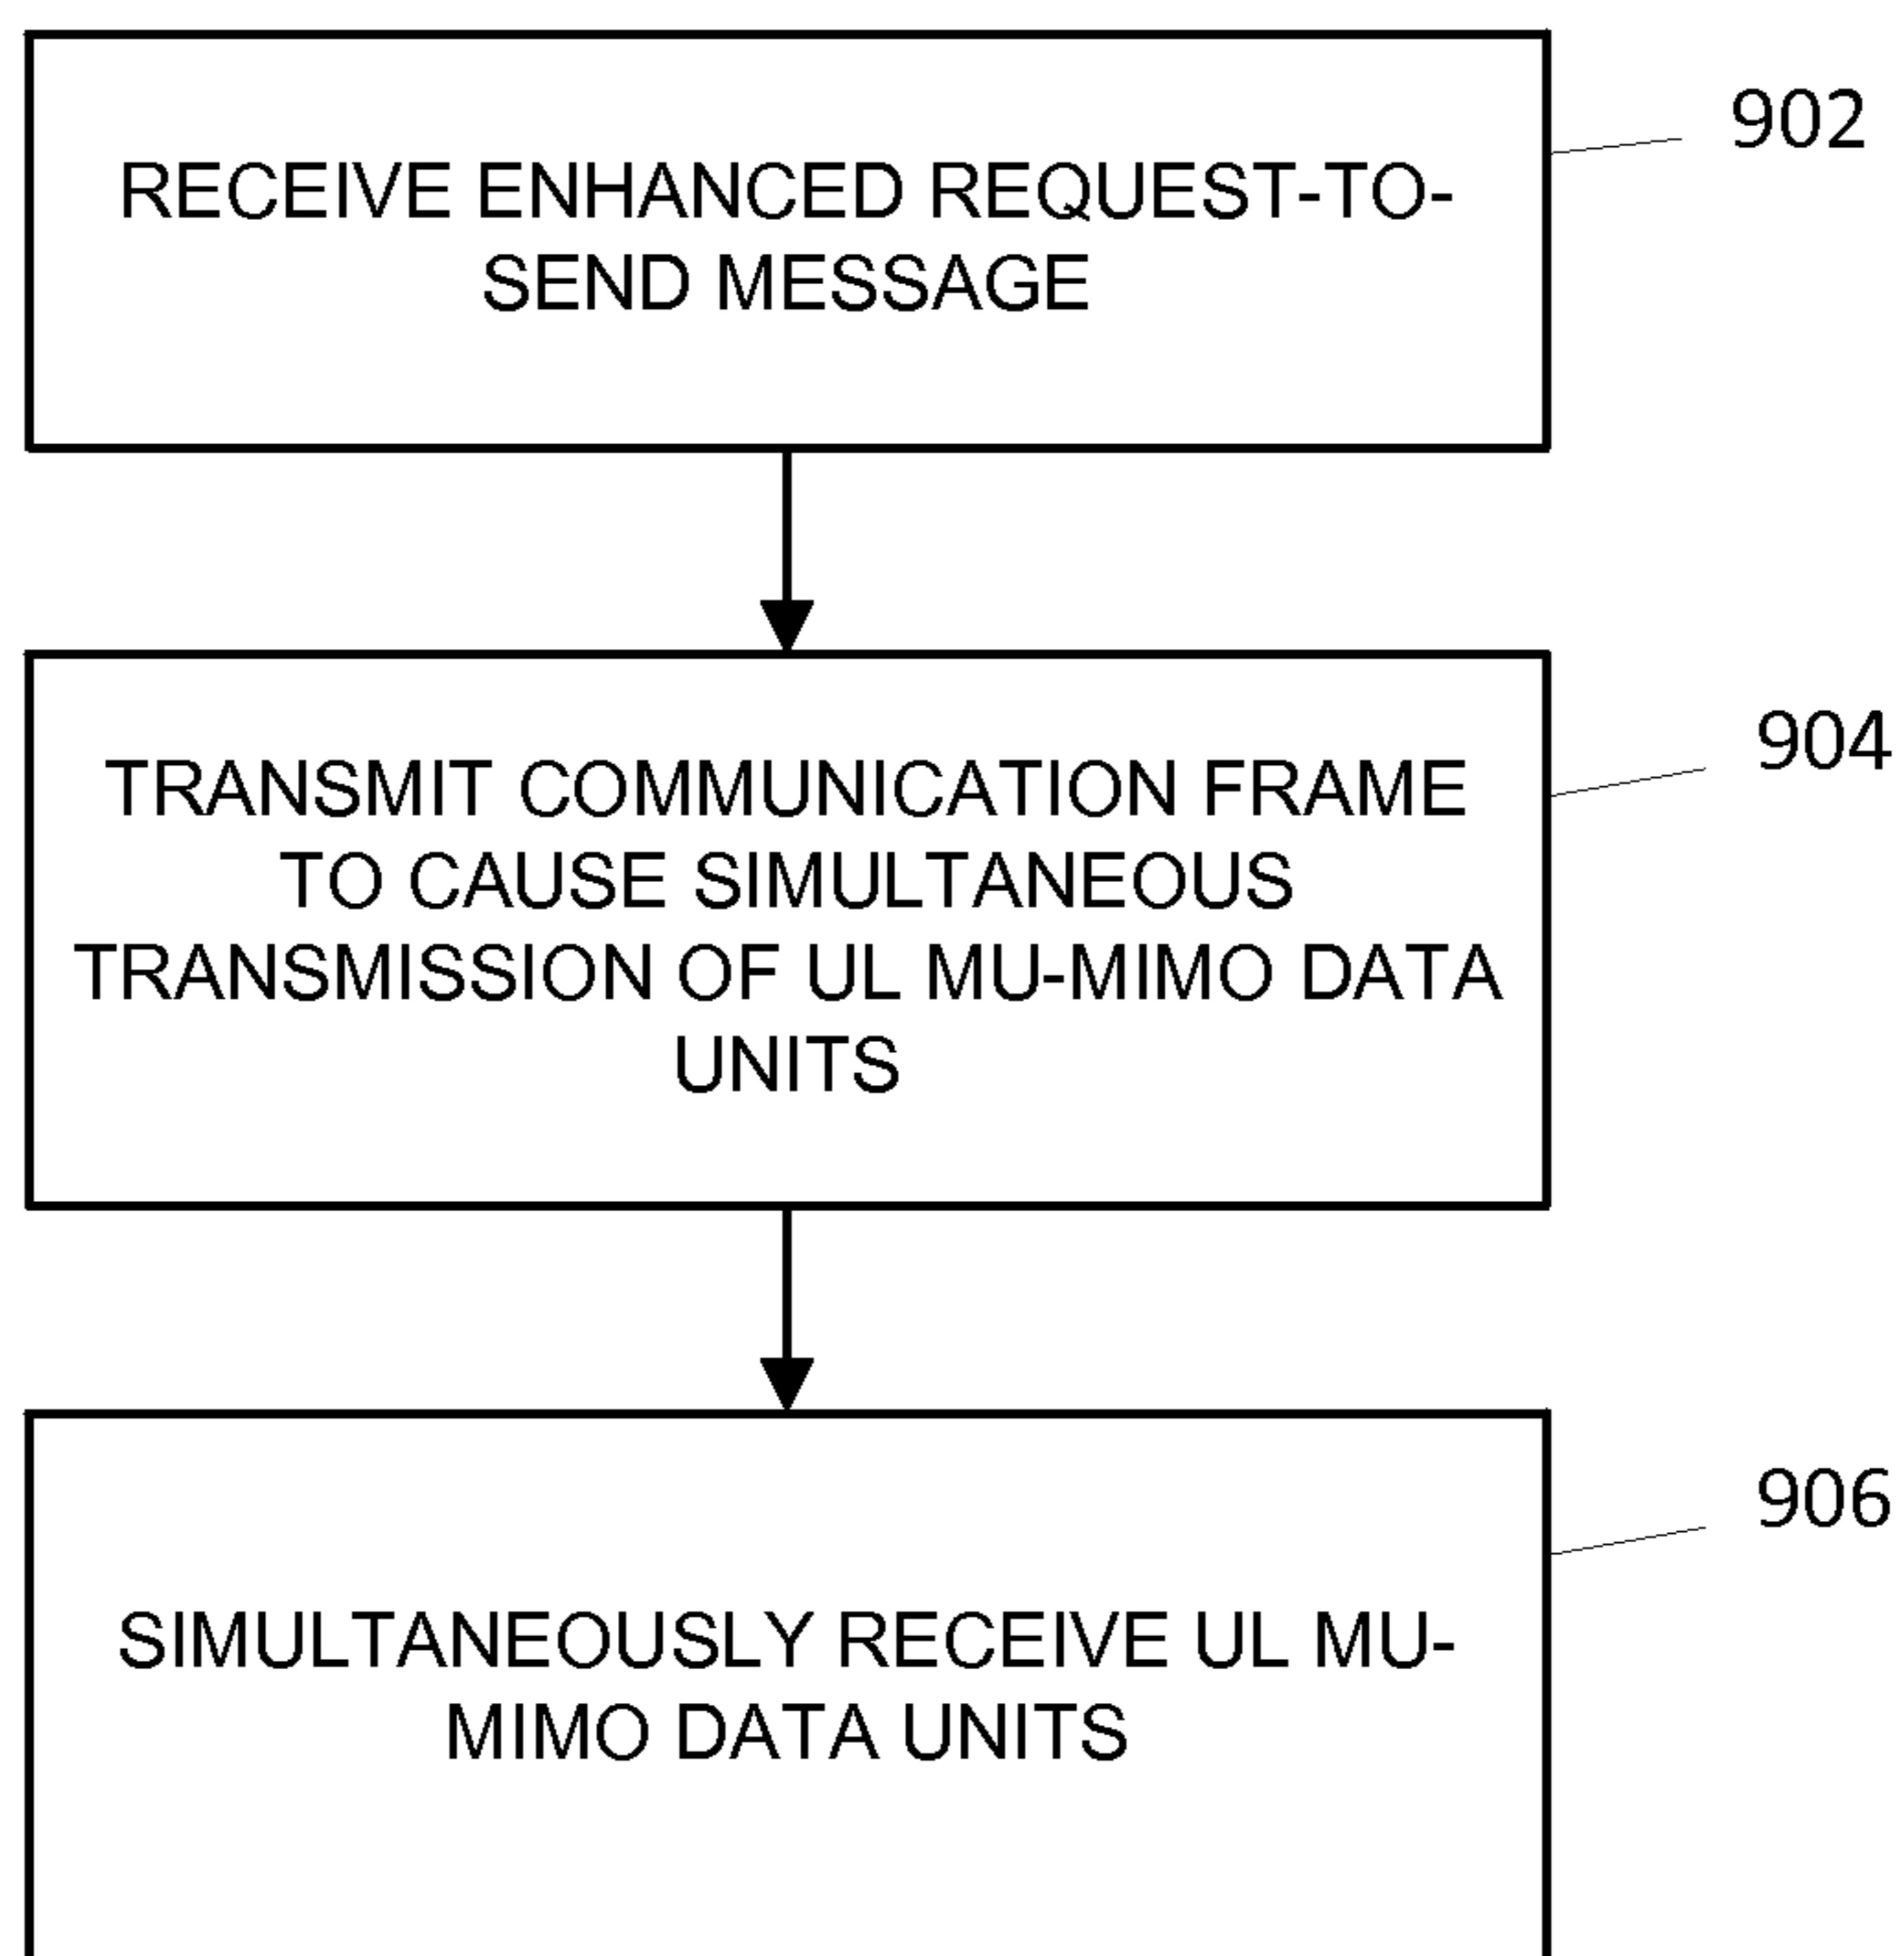 902
RECEIVE ENHANCED REQUEST-TO-
SEND MESSAGE
904
TRANSMIT COMMUNICATION FRAME
TO CAUSE SIMULTANEOUS
TRANSMISSION OF UL MU-MIMO DATA
UNITS
906
SIMULTANEOUSLY RECEIVE UL MU-
MIMO DATA UNITS